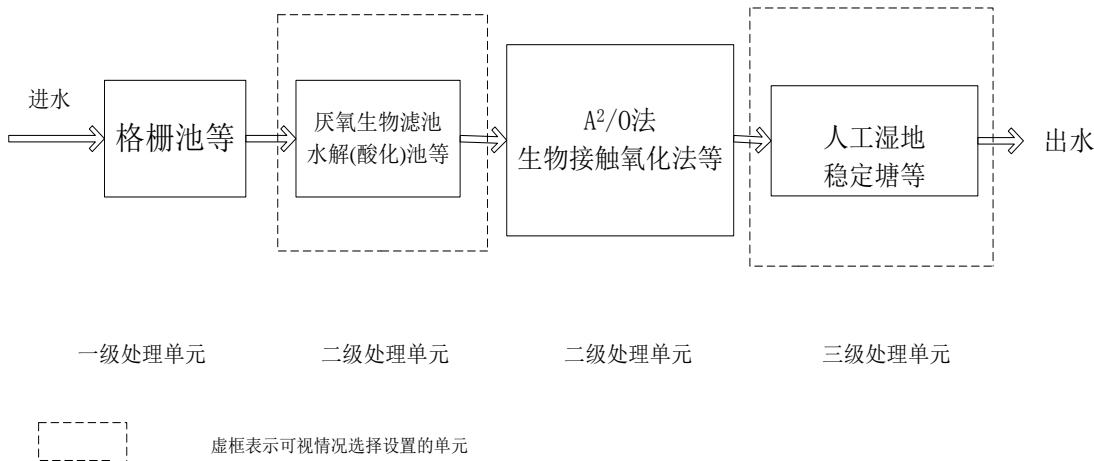 进水
格栅池等
厌氧生物滤池
水解(酸化)池等
A²/O法
生物接触氧化法等
人工湿地
稳定塘等
出水
一级处理单元
二级处理单元
二级处理单元
三级处理单元
虚框表示可视情况选择设置的单元